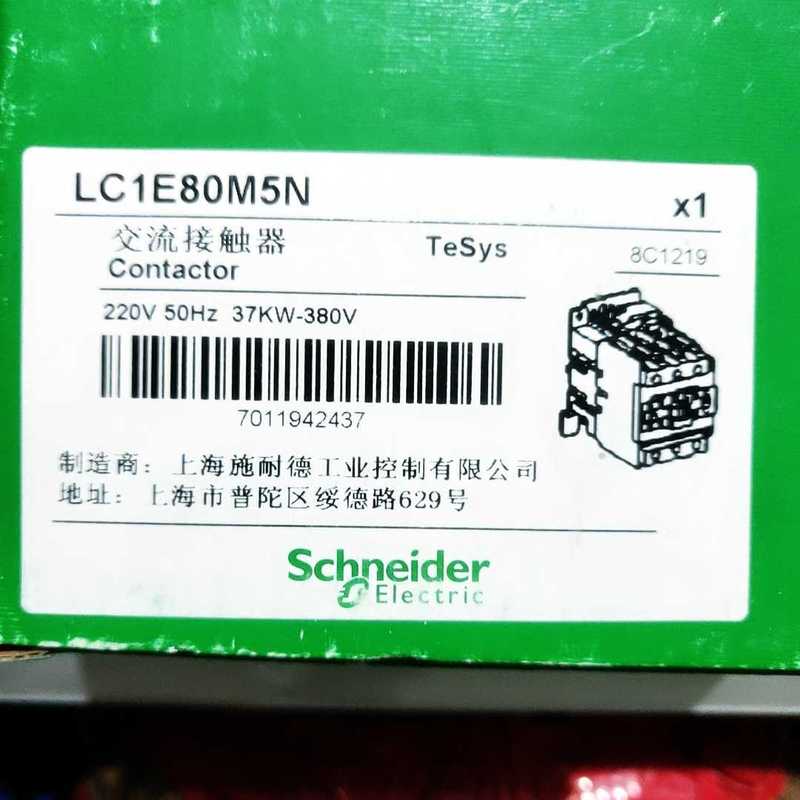 LC1E80M5N
x1
交流接触器 TeSys
8C1219
Contactor
220V 50Hz 37KW-380V
7011942437
制造商: 上海施耐德工业控制有限公司
地址: 上海市普陀区绥德路629号
Schneider
Electric